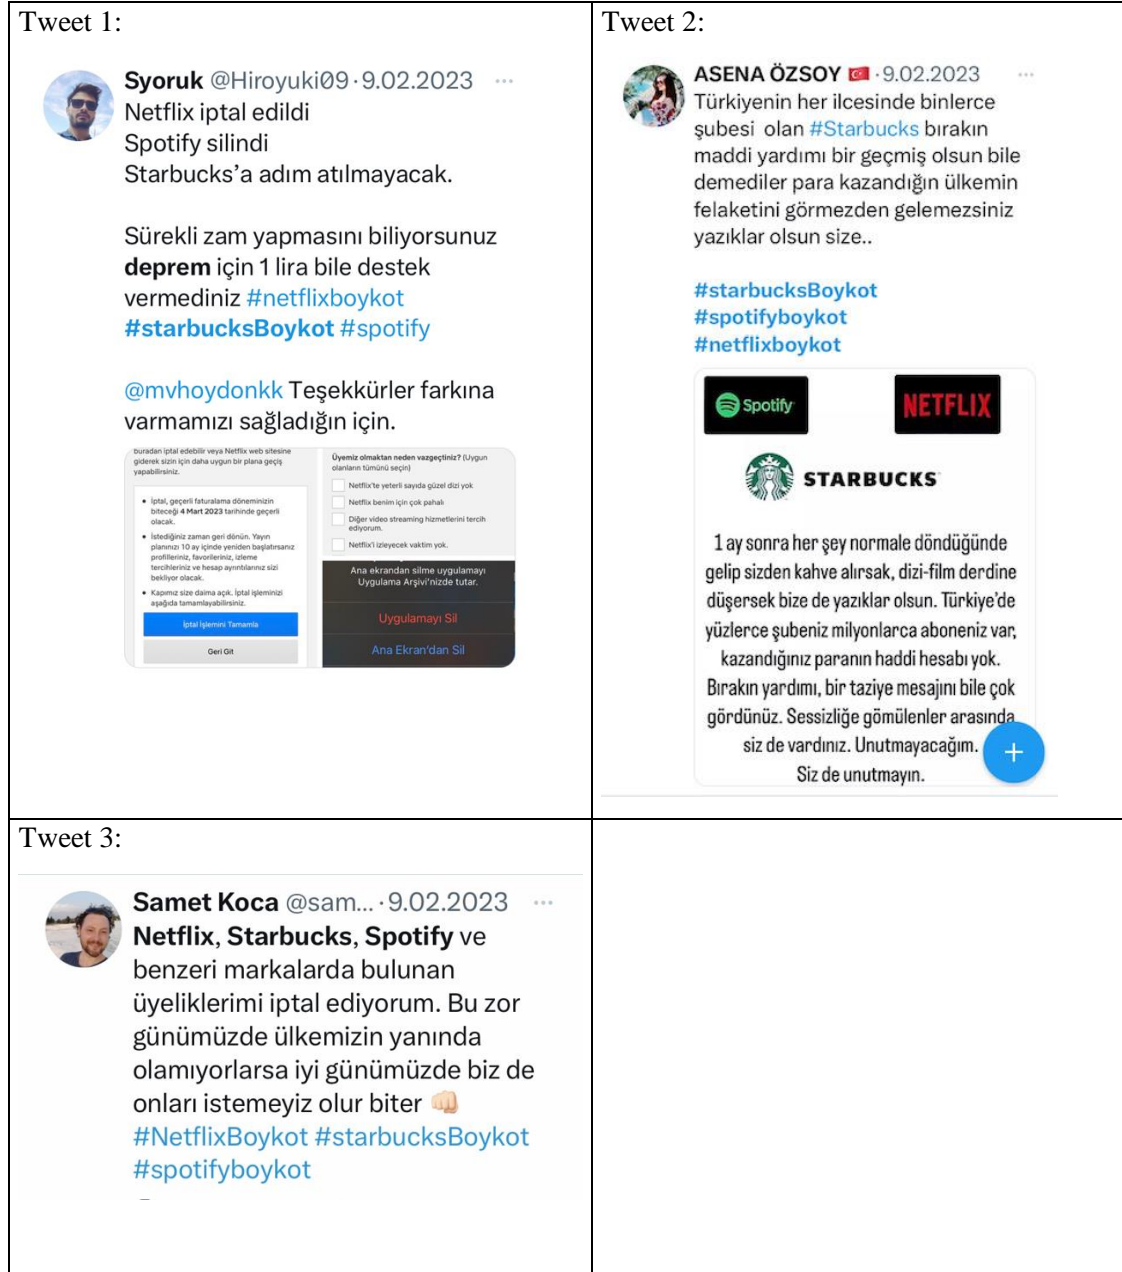 Tweet 1:
Syoruk @Hiroyuki09 · 9.02.2023 ...
Netflix iptal edildi
Spotify silindi
Starbucks’a adım atılmayacak.
Sürekli zam yapmasını biliyorsunuz
deprem için 1 lira bile destek
vermediniz #netflixboykot
#starbucksBoykot #spotify
@mvhoydonkk Teşekkürler farkına
varmamızı sağladığın için.
buradan iptal edebilir veya Netflix web sitesine
giderek sizin için daha uygun bir plana geçiş
yapabilirsiniz.
• İptal, geçerli faturalama döneminizin
biteceği 4 Mart 2023 tarihinde geçerli
olacak.
• İstediğiniz zaman geri dönün. Yayın
planınızı 10 ay içinde yeniden başlatırsanız
profilleriniz, favorileriniz, izleme
tercihleriniz ve hesap ayrıntılarınız sizi
bekliyor olacak.
• Kapımız size daima açık. İptal işleminizi
aşağıda tamamlayabilirsiniz.
İptal İşlemini Tamamla
Geri Git
Üyemiz olmaktan neden vazgeçtiniz? (Uygun
olanların tümünü seçin)
Netflix'te yeterli sayıda güzel dizi yok
Netflix benim için çok pahalı
Diğer video streaming hizmetlerini tercih
ediyorum.
Netflix'i izleyecek vaktim yok.
Ana ekrandan silme uygulamayı
Uygulama Arşivi'nizde tutar.
Uygulamayı Sil
Ana Ekran'dan Sil
Tweet 2:
ASENA ÖZSOY 🇹🇷 · 9.02.2023 ...
Türkiyenin her ilcesinde binlerce
şubesi olan #Starbucks bırakın
maddi yardımı bir geçmiş olsun bile
demediler para kazandığın ülkemin
felaketini görmezden gelemezsiniz
yazıklar olsun size..
#starbucksBoykot
#spotifyboykot
#netflixboykot
Spotify
NETFLIX
STARBUCKS
1 ay sonra her şey normale döndüğünde
gelip sizden kahve alırsak, dizi-film derdine
düşersek bize de yazıklar olsun. Türkiye’de
yüzlerce şubeniz milyonlarca aboneniz var,
kazandığınız paranın haddi hesabı yok.
Bırakın yardımı, bir taziye mesajını bile çok
gördünüz. Sessizliğe gömülenler arasında
siz de vardınız. Unutmayacağım.
Siz de unutmayın.
Tweet 3:
Samet Koca @sam... · 9.02.2023 ...
Netflix, Starbucks, Spotify ve
benzeri markalarda bulunan
üyeliklerimi iptal ediyorum. Bu zor
günümüzde ülkemizin yanında
olamıyorlarsa iyi günümüzde biz de
onları istemeyiz olur biter 👊🏻
#NetflixBoykot #starbucksBoykot
#spotifyboykot